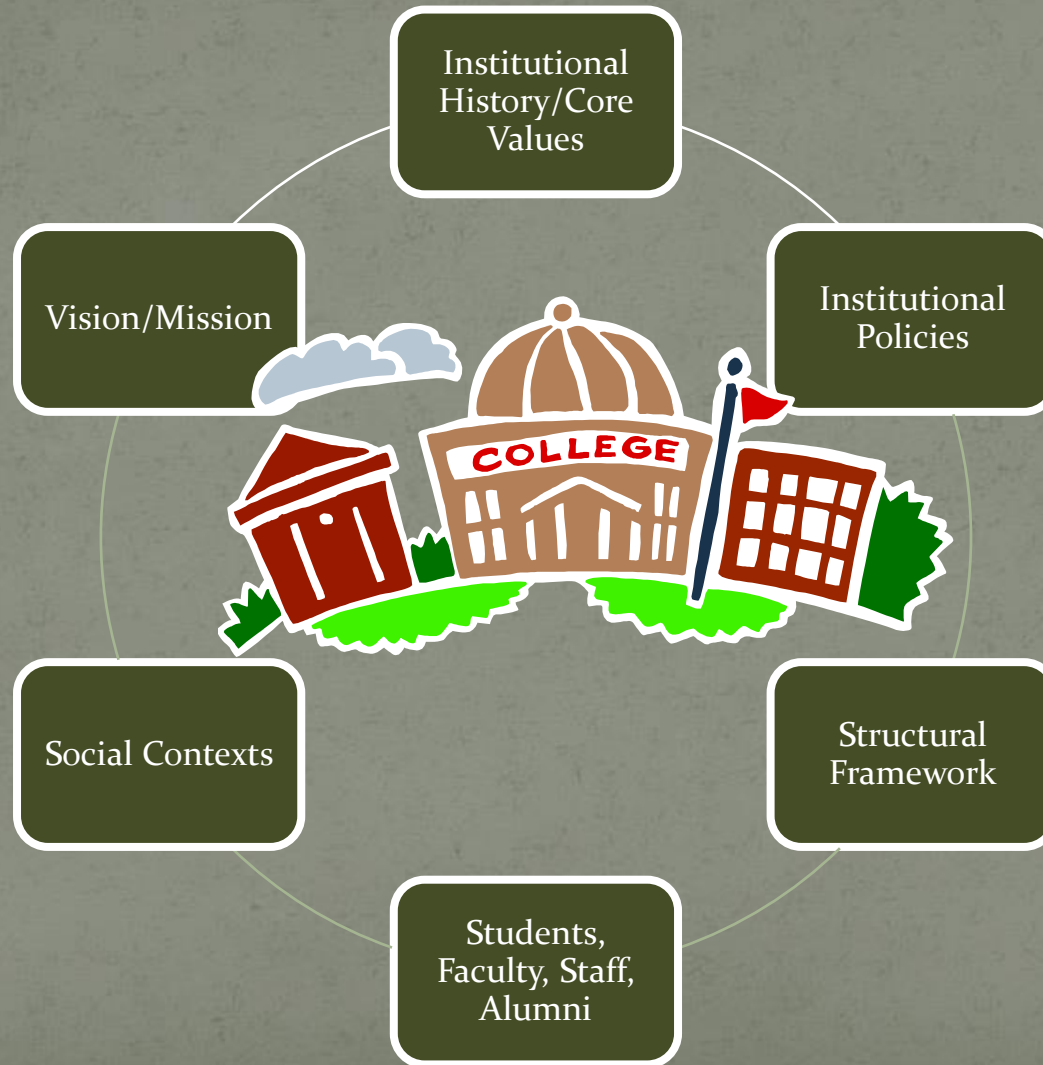 Institutional
History/Core
Values
Institutional
Policies
Structural
Framework
Students,
Faculty, Staff,
Alumni
Social Contexts
Vision/Mission
COLLEGE